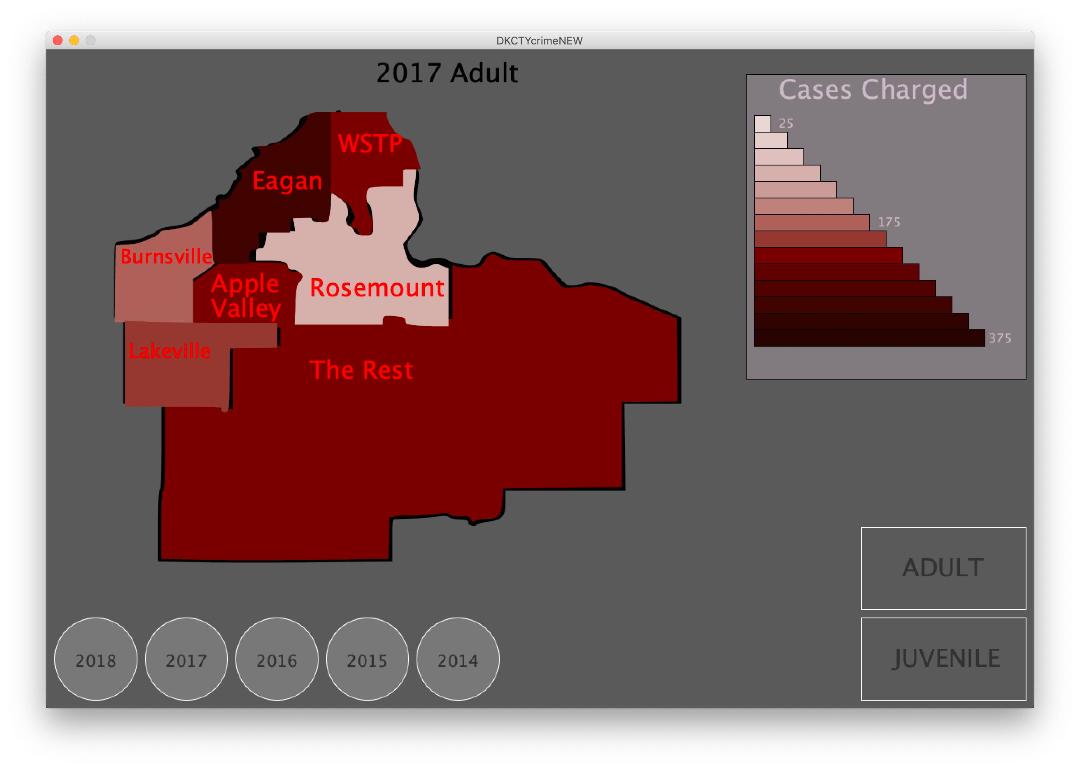 DKCTYcrimeNEW
2017 Adult
Cases Charged
25
175
375
WSTP
Eagan
Burnsville
Apple
Valley
Rosemount
Lakeville
The Rest
ADULT
JUVENILE
2018
2017
2016
2015
2014